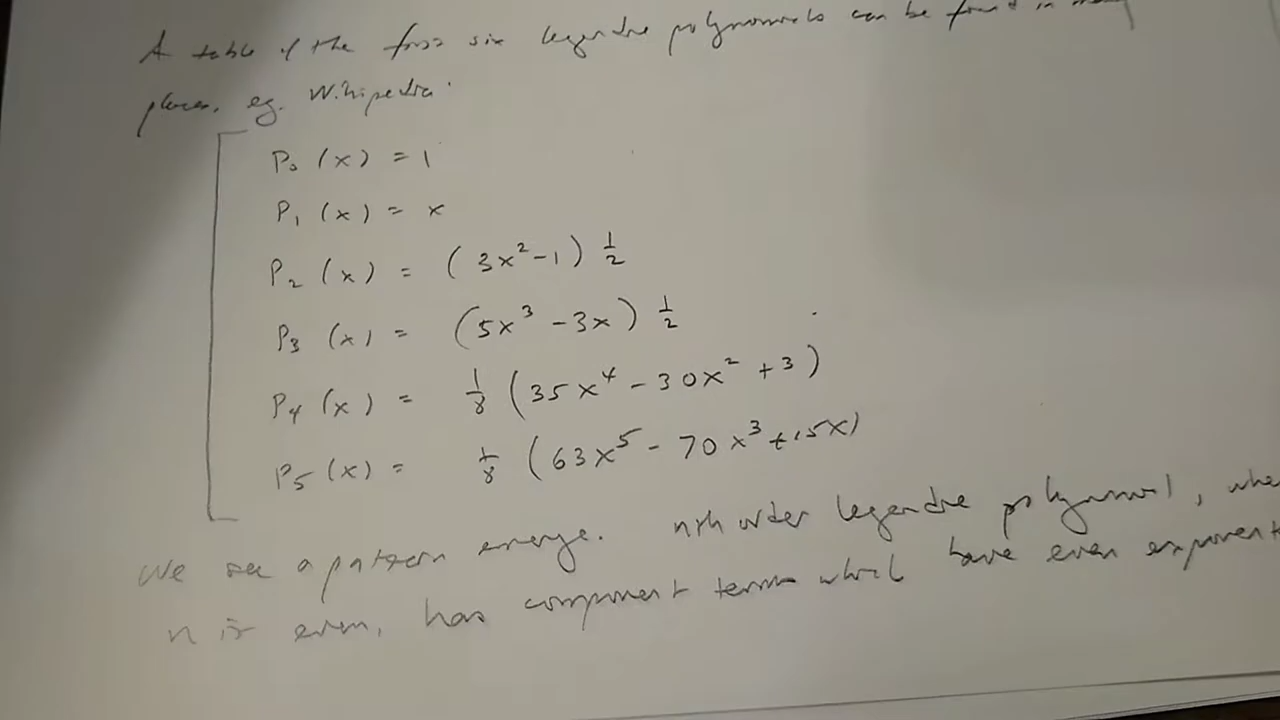 A table of the first six legendre polynomials can be found in many
places, eg. Wikipedia.
P₀ (x) = 1
P₁ (x) = x
P₂ (x) = (3x² - 1) 1/2
P₃ (x) = (5x³ - 3x) 1/2
P₄ (x) = 1/8 (35x⁴ - 30x² + 3)
P₅ (x) = 1/8 (63x⁵ - 70x³ + 15x)
We see a pattern emerge. nth order legendre polynomial, whe
n is even, has component terms which have even exponent